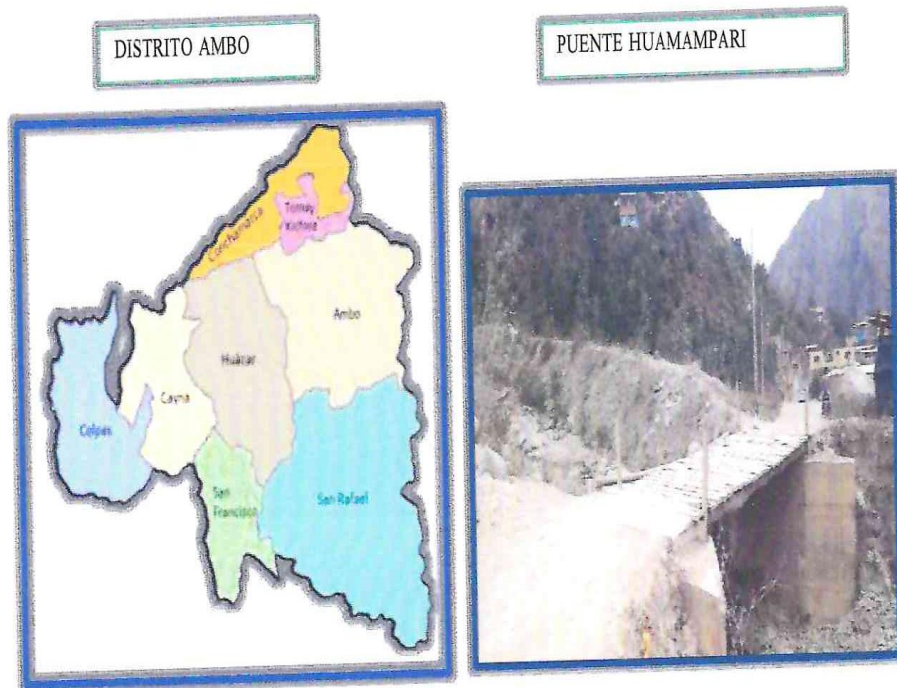 DISTRITO AMBO
PUENTE HUAMAMPARI
Conchamarca
Tomay
Kichwa
Ambo
Huácar
Cayna
Colpas
San
Francisco
San Rafael